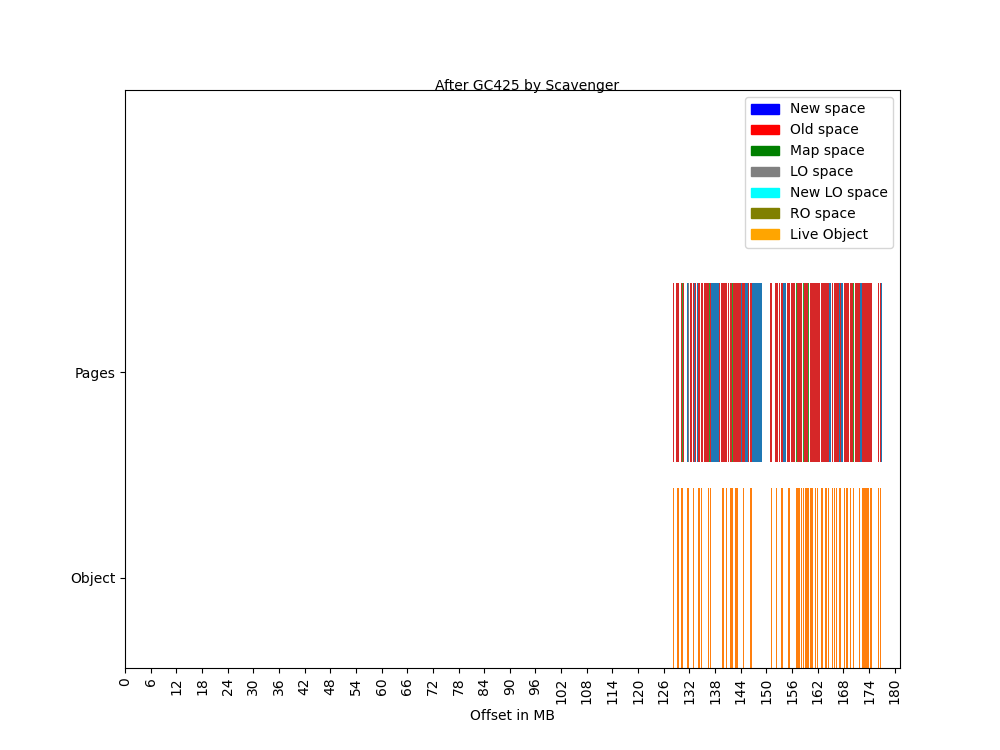 After GC425 by Scavenger
New space
Old space
Map space
LO space
New LO space
RO space
Live Object
Pages
Object
0 6 12 18 24 30 36 42 48 54 60 66 72 78 84 90 96 102 108 114 120 126 132 138 144 150 156 162 168 174 180
Offset in MB